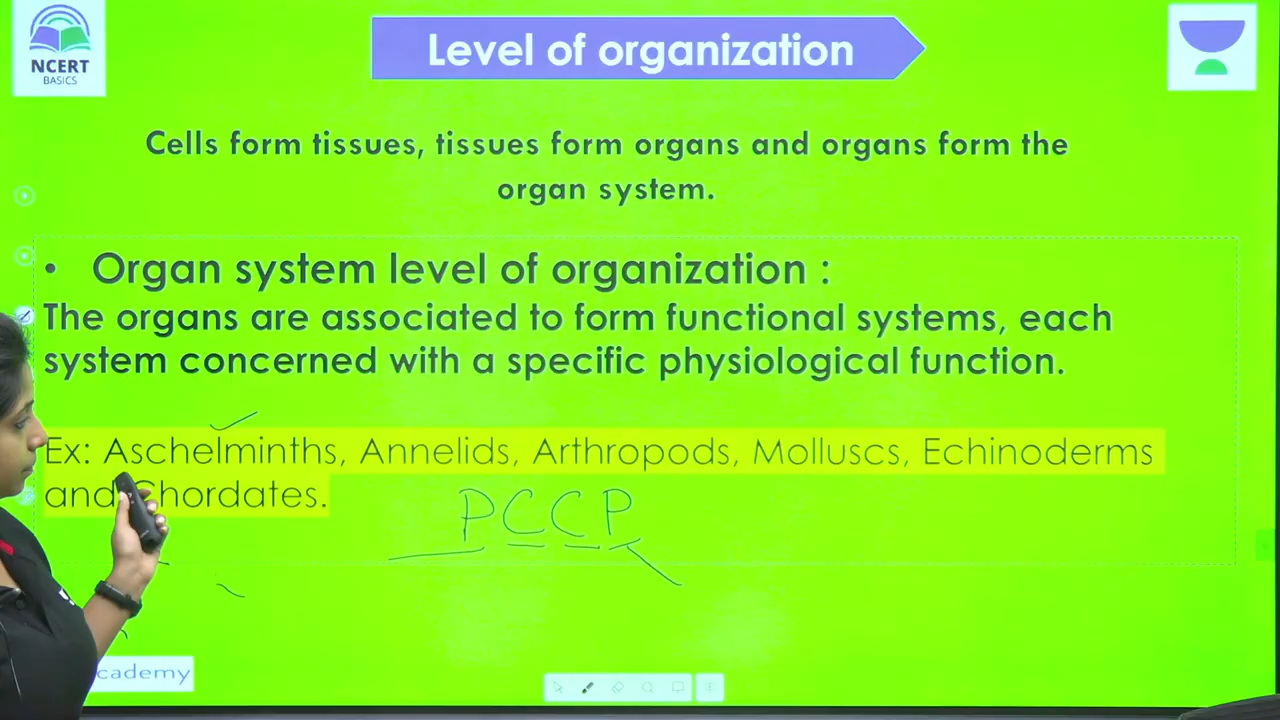 NCERT
BASICS
Level of organization
Cells form tissues, tissues form organs and organs form the
organ system.
• Organ system level of organization :
The organs are associated to form functional systems, each
system concerned with a specific physiological function.
Ex: Aschelminths, Annelids, Arthropods, Molluscs, Echinoderms
and Chordates.
PCCP
cademy